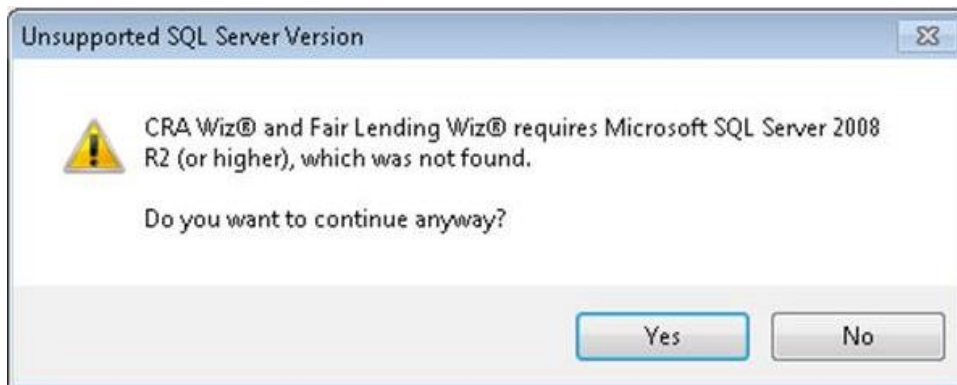 Unsupported SQL Server Version
CRA Wiz® and Fair Lending Wiz® requires Microsoft SQL Server 2008
R2 (or higher), which was not found.
Do you want to continue anyway?
Yes
No